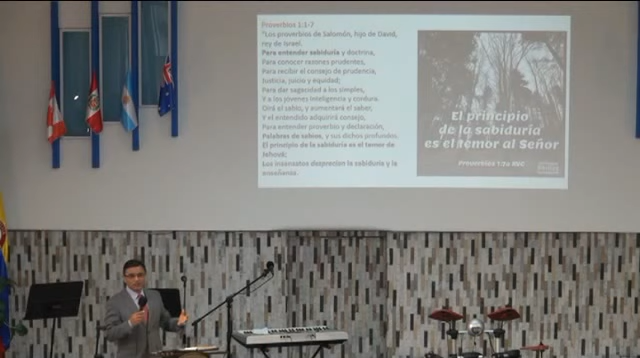 Proverbios 1:1-7
"Los proverbios de Salomón, hijo de David,
rey de Israel.
Para entender sabiduría y doctrina,
Para conocer razones prudentes,
Para recibir el consejo de prudencia,
Justicia, juicio y equidad;
Para dar sagacidad a los simples,
Y a los jóvenes inteligencia y cordura.
Oirá el sabio, y aumentará el saber,
Y el entendido adquirirá consejo,
Para entender proverbio y declaración,
Palabras de sabios, y sus dichos profundos.
El principio de la sabiduría es el temor de
Jehová;
Los insensatos desprecian la sabiduría y la
enseñanza.
El principio
de la sabiduría
es el temor al Señor
Proverbios 1:7a